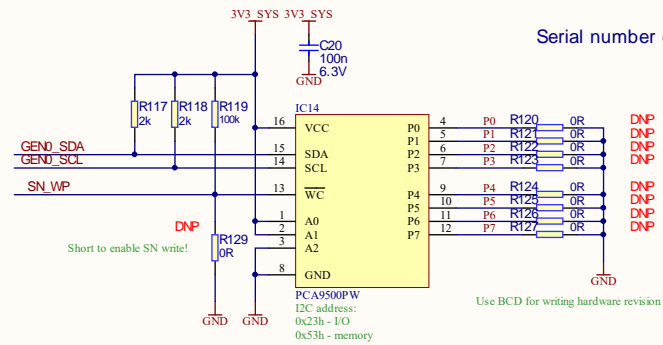 3V3_SYS 3V3_SYS
Serial number
C20
100n
6.3V
GND
IC14
R117
2k
R118
2k
R119
100k
GEN0_SDA
GEN0_SCL
SN_WP
16 VCC
15 SDA
14 SCL
13 WC
1 A0
2 A1
3 A2
8 GND
P0 4 P0 R120 0R DNP
P1 5 P1 R121 0R DNP
P2 6 P2 R122 0R DNP
P3 7 P3 R123 0R DNP
P4 9 P4 R124 0R DNP
P5 10 P5 R125 0R DNP
P6 11 P6 R126 0R DNP
P7 12 P7 R127 0R DNP
DNP
R129
0R
Short to enable SN write!
GND GND
GND
PCA9500PW
I2C address:
0x23h - I/O
0x53h - memory
Use BCD for writing hardware revision